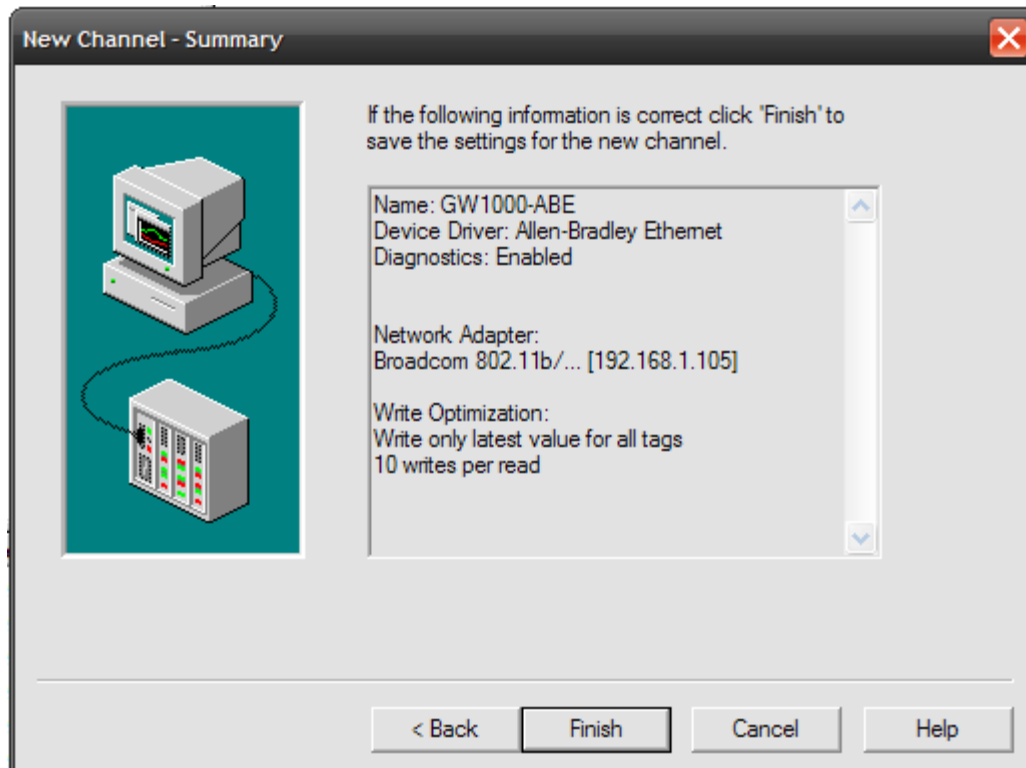 New Channel - Summary
If the following information is correct click 'Finish' to
save the settings for the new channel.
Name: GW1000-ABE
Device Driver: Allen-Bradley Ethernet
Diagnostics: Enabled
Network Adapter:
Broadcom 802.11b/... [192.168.1.105]
Write Optimization:
Write only latest value for all tags
10 writes per read
< Back
Finish
Cancel
Help